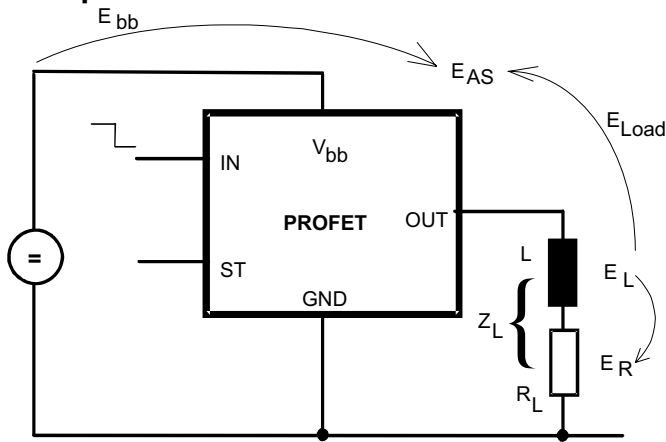 E bb
E AS
E Load
V bb
IN
PROFET
OUT
ST
GND
=
L
E L
Z L
{
E R
R L